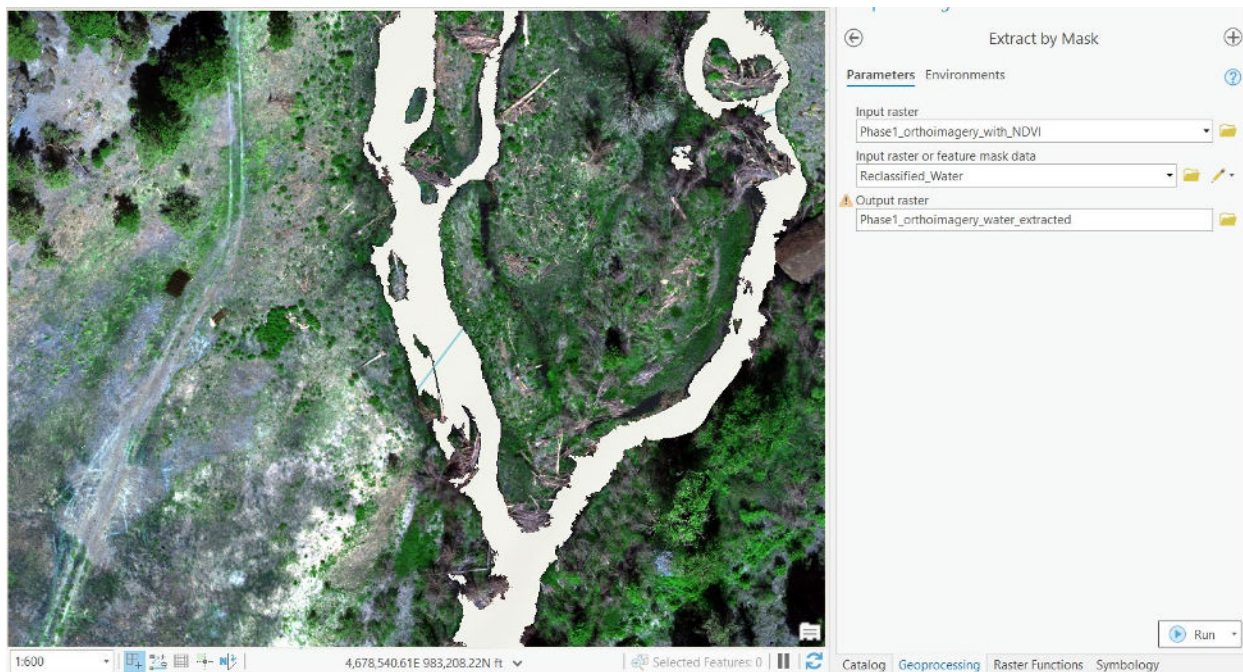 Extract by Mask
Parameters Environments
Input raster
Phase1_orthoimagery_with_NDVI
Input raster or feature mask data
Reclassified_Water
Output raster
Phase1_orthoimagery_water_extracted
Run
1:600
4,678,540.61E 983,208.22N ft
Selected Features: 0
Catalog Geoprocessing Raster Functions Symbology